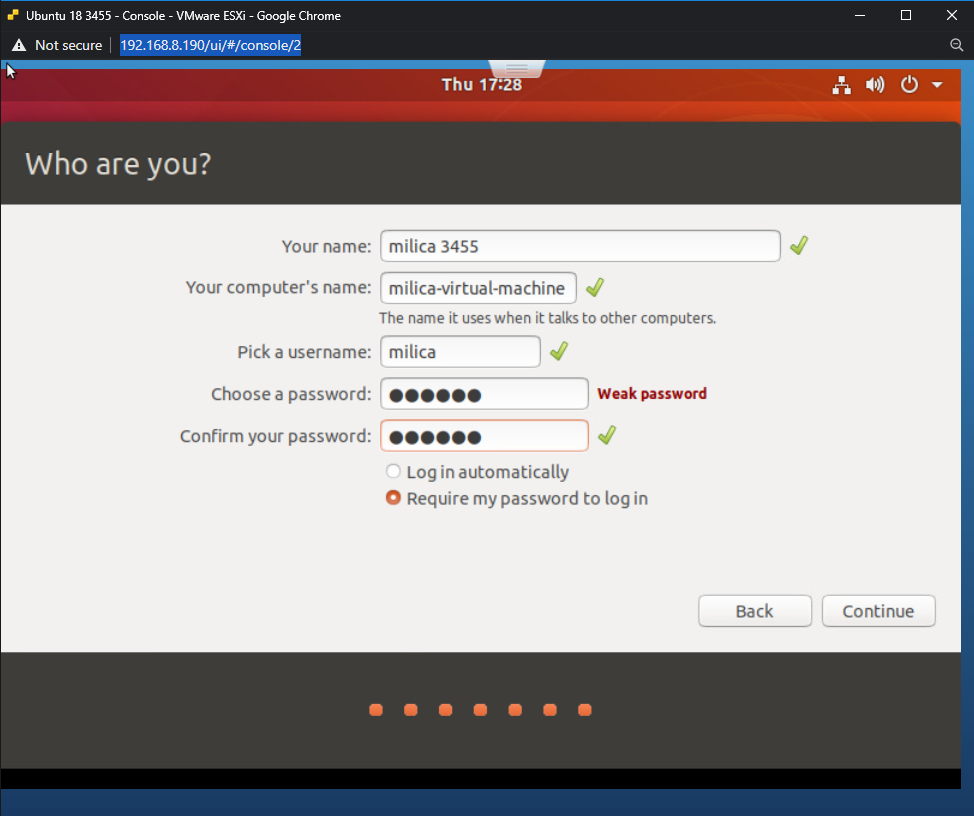 Ubuntu 18 3455 - Console - VMware ESXi - Google Chrome
Not secure | 192.168.8.190/ui/#/console/2
Thu 17:28
Who are you?
Your name: milica 3455
Your computer's name: milica-virtual-machine
The name it uses when it talks to other computers.
Pick a username: milica
Choose a password: ●●●●●● Weak password
Confirm your password: ●●●●●●
Log in automatically
Require my password to log in
Back Continue